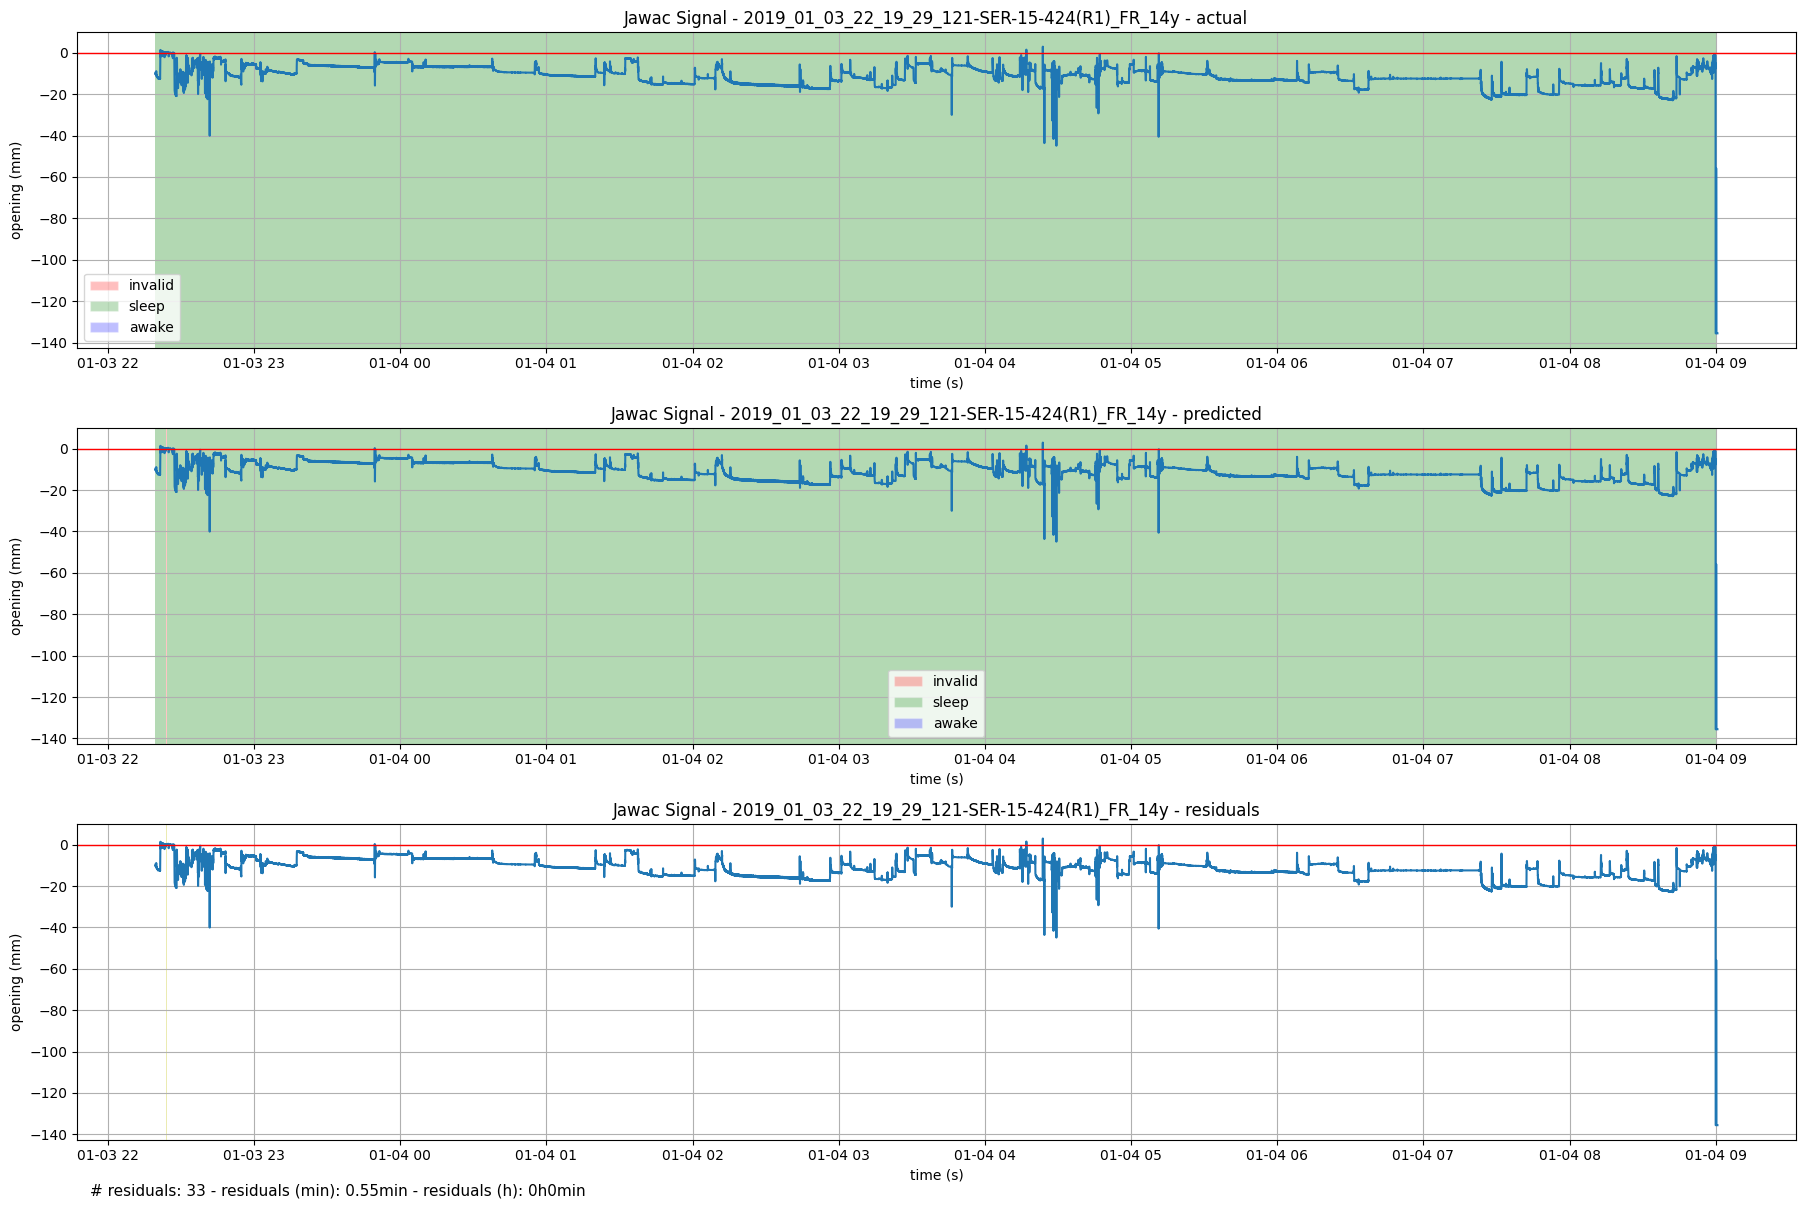 Jawac Signal - 2019_01_03_22_19_29_121-SER-15-424(R1)_FR_14y - actual
0
−20
−40
−60
−80
−100
−120
−140
opening (mm)
invalid
sleep
awake
01-03 22 01-03 23 01-04 00 01-04 01 01-04 02 01-04 03 01-04 04 01-04 05 01-04 06 01-04 07 01-04 08 01-04 09
time (s)
Jawac Signal - 2019_01_03_22_19_29_121-SER-15-424(R1)_FR_14y - predicted
0
−20
−40
−60
−80
−100
−120
−140
opening (mm)
invalid
sleep
awake
01-03 22 01-03 23 01-04 00 01-04 01 01-04 02 01-04 03 01-04 04 01-04 05 01-04 06 01-04 07 01-04 08 01-04 09
time (s)
Jawac Signal - 2019_01_03_22_19_29_121-SER-15-424(R1)_FR_14y - residuals
0
−20
−40
−60
−80
−100
−120
−140
opening (mm)
01-03 22 01-03 23 01-04 00 01-04 01 01-04 02 01-04 03 01-04 04 01-04 05 01-04 06 01-04 07 01-04 08 01-04 09
time (s)
# residuals: 33 - residuals (min): 0.55min - residuals (h): 0h0min